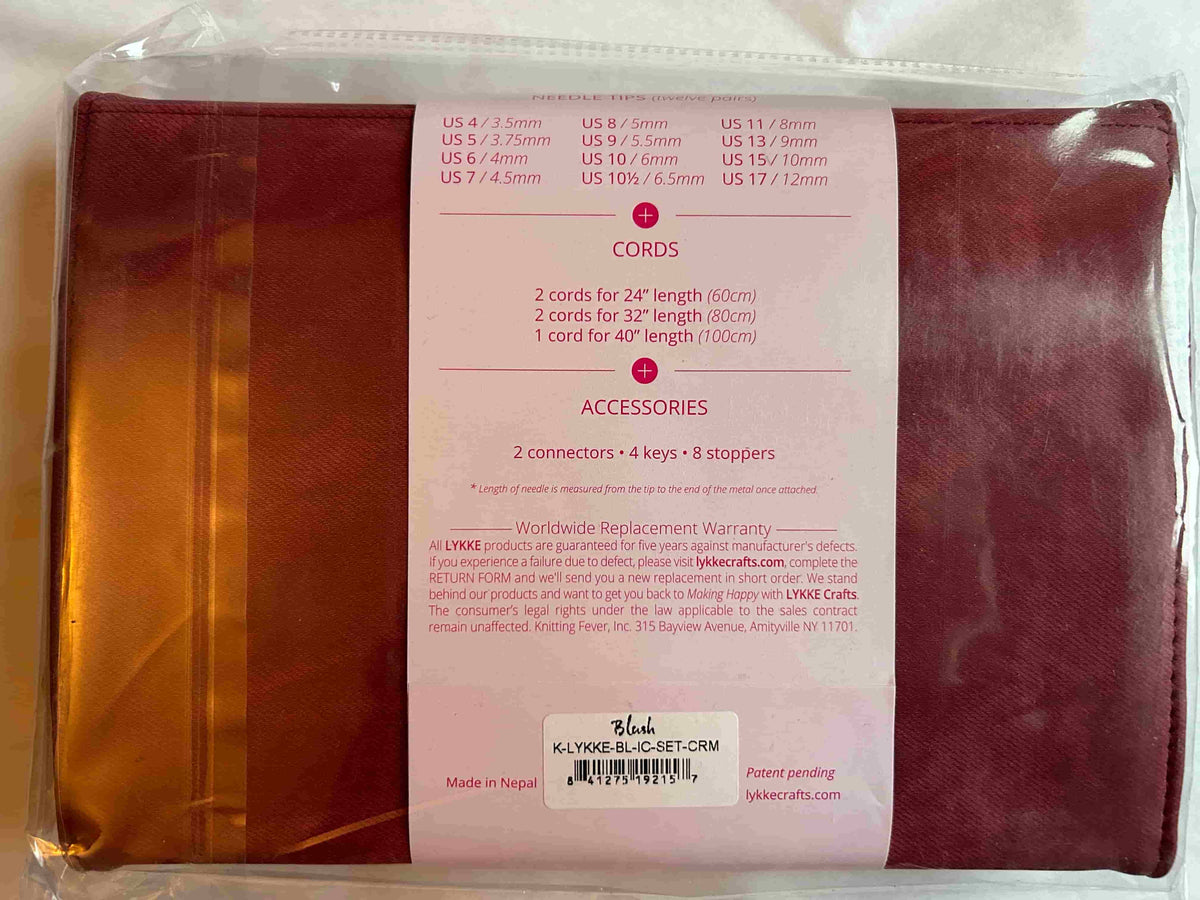 NEEDLE TIPS (twelve pairs)
US 4 / 3.5mm US 8 / 5mm US 11 / 8mm
US 5 / 3.75mm US 9 / 5.5mm US 13 / 9mm
US 6 / 4mm US 10 / 6mm US 15 / 10mm
US 7 / 4.5mm US 10½ / 6.5mm US 17 / 12mm
+
CORDS
2 cords for 24” length (60cm)
2 cords for 32” length (80cm)
1 cord for 40” length (100cm)
+
ACCESSORIES
2 connectors • 4 keys • 8 stoppers
* Length of needle is measured from the tip to the end of the metal once attached.
Worldwide Replacement Warranty
All LYKKE products are guaranteed for five years against manufacturer's defects.
If you experience a failure due to defect, please visit lykkecrafts.com, complete the
RETURN FORM and we'll send you a new replacement in short order. We stand
behind our products and want to get you back to Making Happy with LYKKE Crafts.
The consumer's legal rights under the law applicable to the sales contract
remain unaffected. Knitting Fever, Inc. 315 Bayview Avenue, Amityville NY 11701.
Blush
K-LYKKE-BL-IC-SET-CRM
8 41275 19215 7
Made in Nepal
Patent pending
lykkecrafts.com